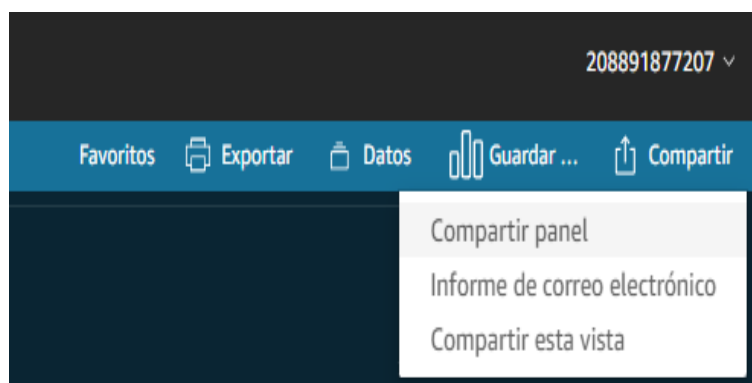 208891877207
Favoritos Exportar Datos Guardar ... Compartir
Compartir panel
Informe de correo electrónico
Compartir esta vista